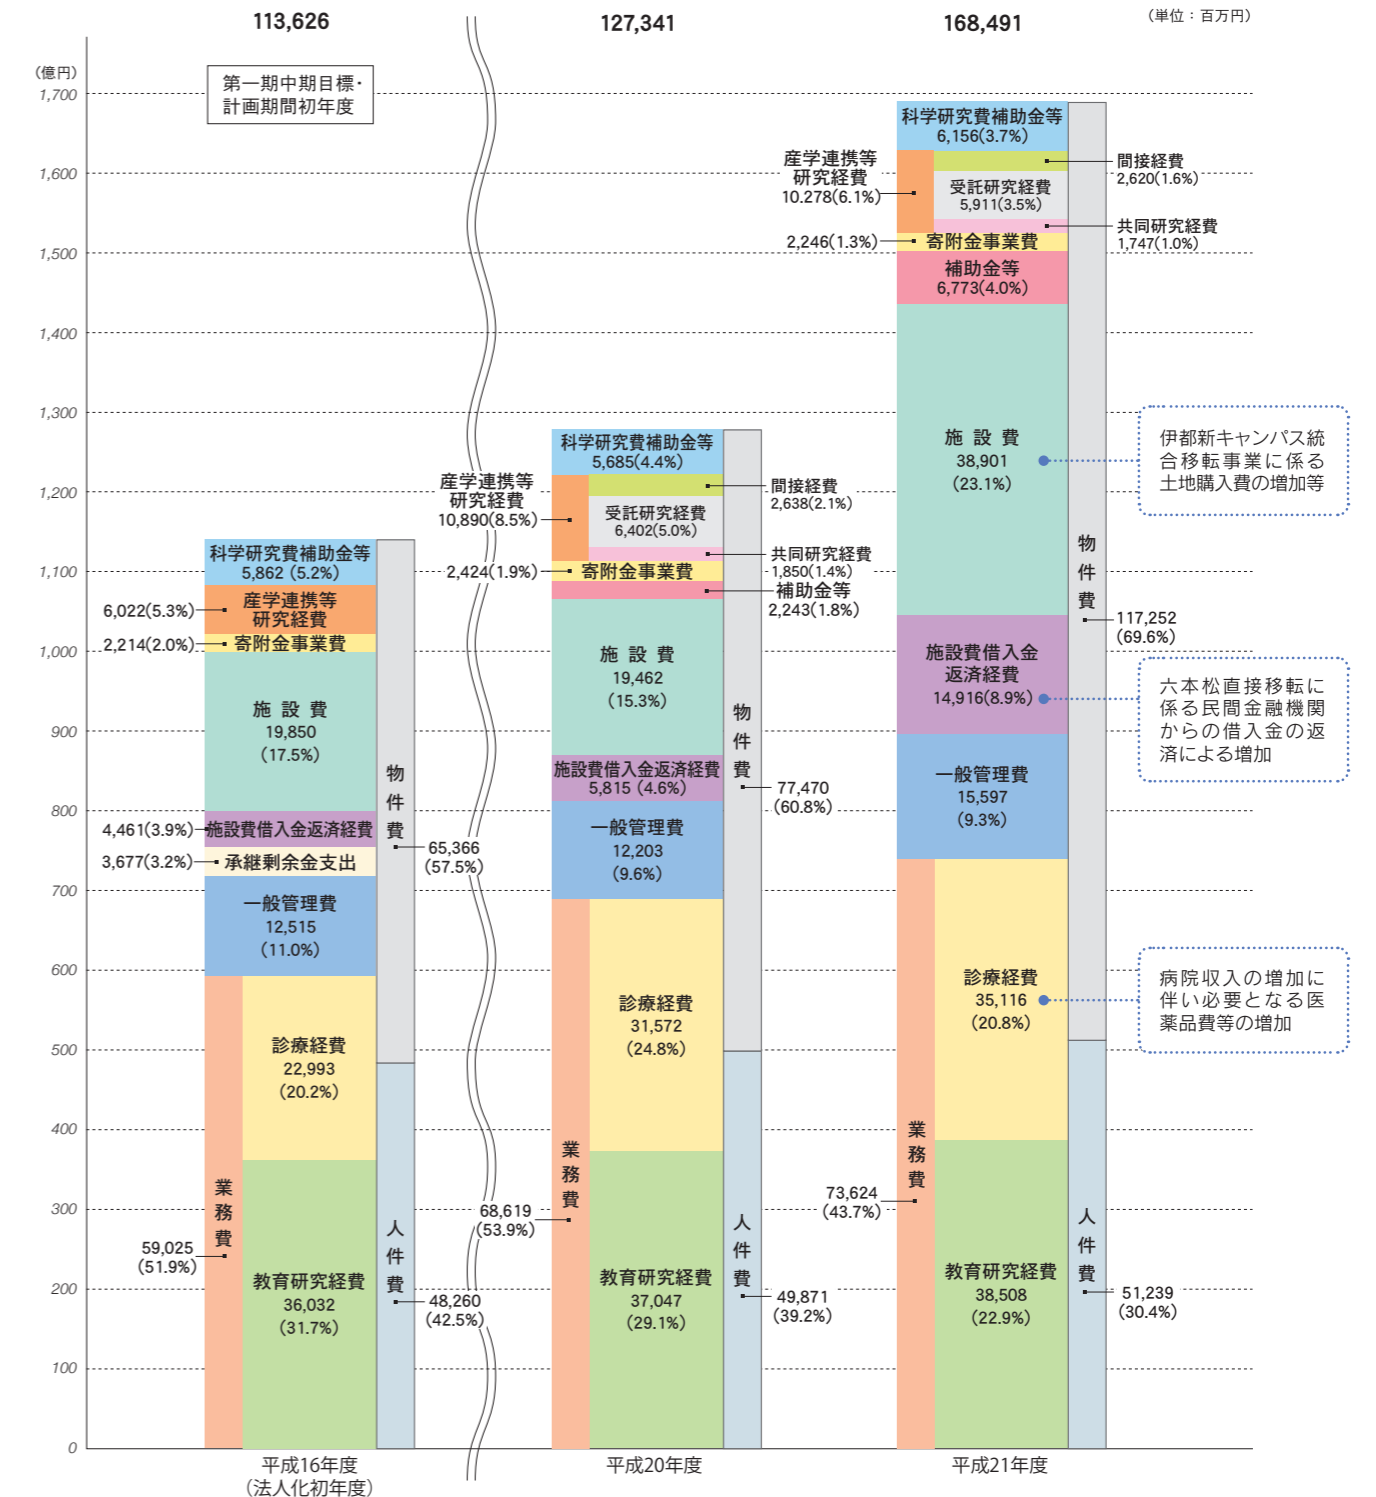 113,626
127,341
168,491
（単位：百万円）
（億円）
1,700
1,600
1,500
1,400
1,300
1,200
1,100
1,000
900
800
700
600
500
400
300
200
100
0
第一期中期目標・
計画期間初年度
科学研究費補助金等
5,862 (5.2%)
6,022(5.3%)
産学連携等
研究経費
2,214(2.0%)
寄附金事業費
施設費
19,850
(17.5%)
4,461(3.9%)
施設費借入金返済経費
3,677(3.2%)
承継剰余金支出
一般管理費
12,515
(11.0%)
診療経費
22,993
(20.2%)
業務費
59,025
(51.9%)
教育研究経費
36,032
(31.7%)
物件費
65,366
(57.5%)
人件費
48,260
(42.5%)
平成16年度
（法人化初年度）
科学研究費補助金等
5,685(4.4%)
産学連携等
研究経費
10,890(8.5%)
間接経費
2,638(2.1%)
受託研究経費
6,402(5.0%)
共同研究経費
1,850(1.4%)
2,424(1.9%)
寄附金事業費
補助金等
2,243(1.8%)
施設費
19,462
(15.3%)
施設費借入金返済経費
5,815 (4.6%)
一般管理費
12,203
(9.6%)
診療経費
31,572
(24.8%)
業務費
68,619
(53.9%)
教育研究経費
37,047
(29.1%)
物件費
77,470
(60.8%)
人件費
49,871
(39.2%)
平成20年度
科学研究費補助金等
6,156(3.7%)
産学連携等
研究経費
10.278(6.1%)
間接経費
2,620(1.6%)
受託研究経費
5,911(3.5%)
共同研究経費
1,747(1.0%)
2,246(1.3%)
寄附金事業費
補助金等
6,773(4.0%)
施設費
38,901
(23.1%)
伊都新キャンパス統
合移転事業に係る
土地購入費の増加等
施設費借入金
返済経費
14,916(8.9%)
六本松直接移転に
係る民間金融機関
からの借入金の返
済による増加
一般管理費
15,597
(9.3%)
診療経費
35,116
(20.8%)
病院収入の増加に
伴い必要となる医
薬品費等の増加
業務費
73,624
(43.7%)
教育研究経費
38,508
(22.9%)
物件費
117,252
(69.6%)
人件費
51,239
(30.4%)
平成21年度